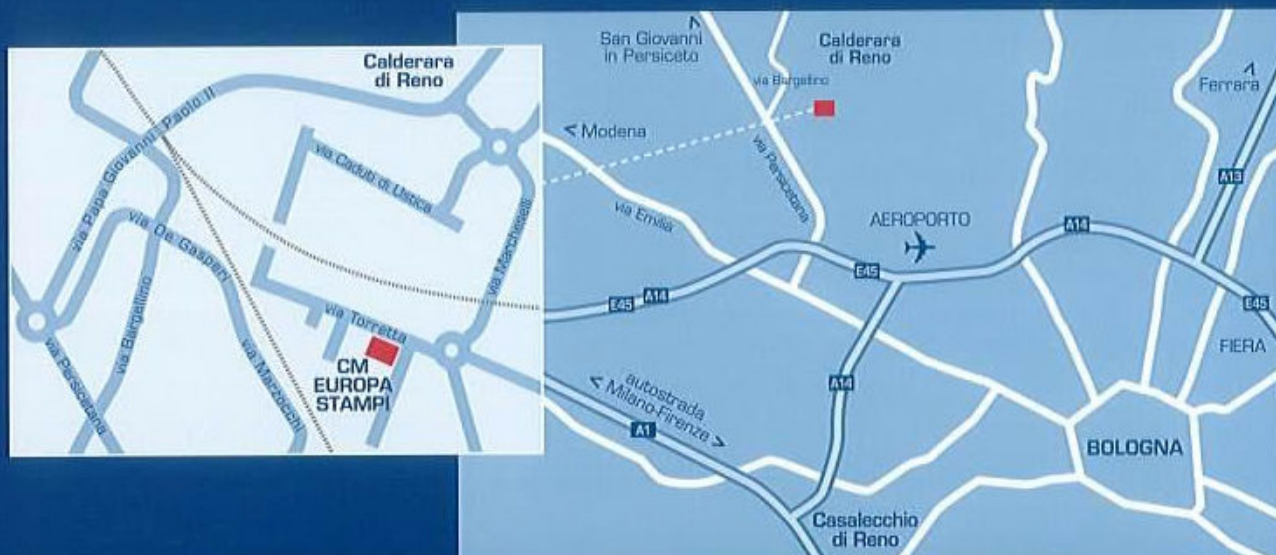 Calderara
di Reno
via Papa Giovanni Paolo II
via Caduti di Ustica
via De Gasperi
via Marcheselli
via Bargellino
via Torretta
via Persicetana
via Marzocchi
CM
EUROPA
STAMPI
San Giovanni
in Persiceto
Calderara
di Reno
via Bargellino
Ferrara
< Modena
via Persicetana
A13
via Emilia
AEROPORTO
A14
E45
E45
A14
E45
FIERA
A14
autostrada
< Milano-Firenze >
A1
BOLOGNA
Casalecchio
di Reno